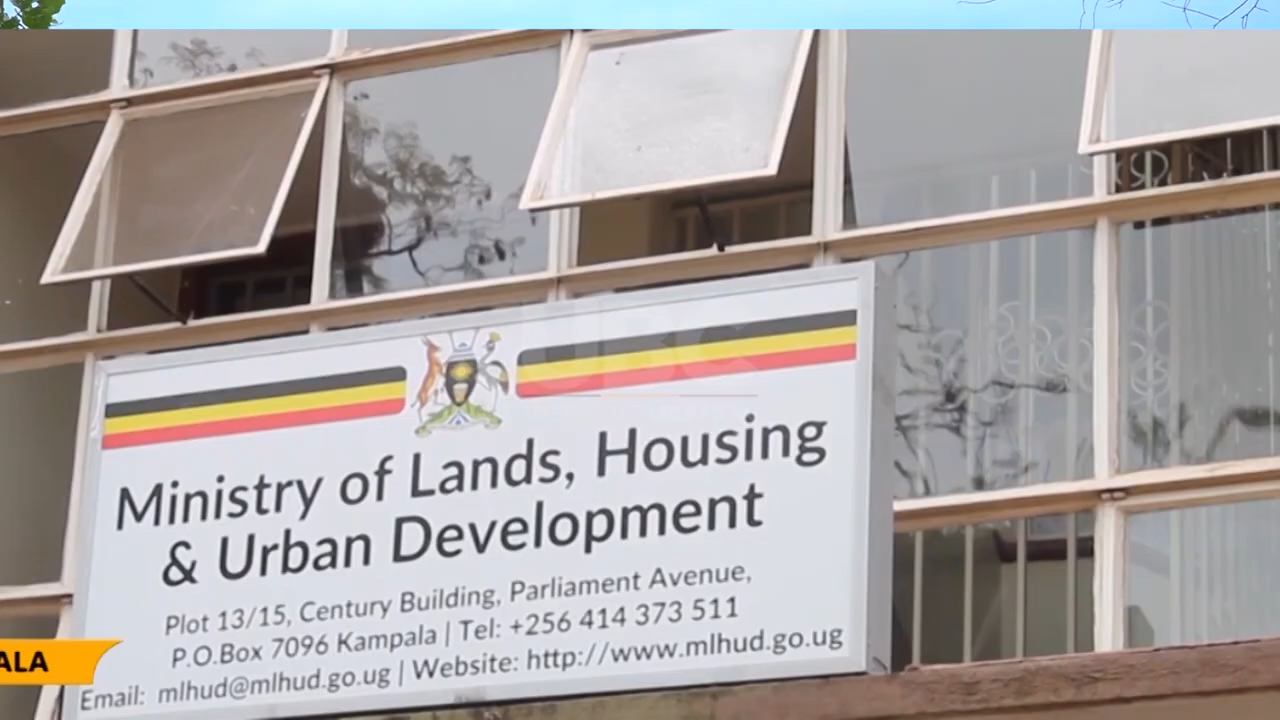 UBC
Ministry of Lands, Housing
& Urban Development
Plot 13/15, Century Building, Parliament Avenue,
P.O.Box 7096 Kampala | Tel: +256 414 373 511
Email: mlhud@mlhud.go.ug | Website: http://www.mlhud.go.ug
ALA